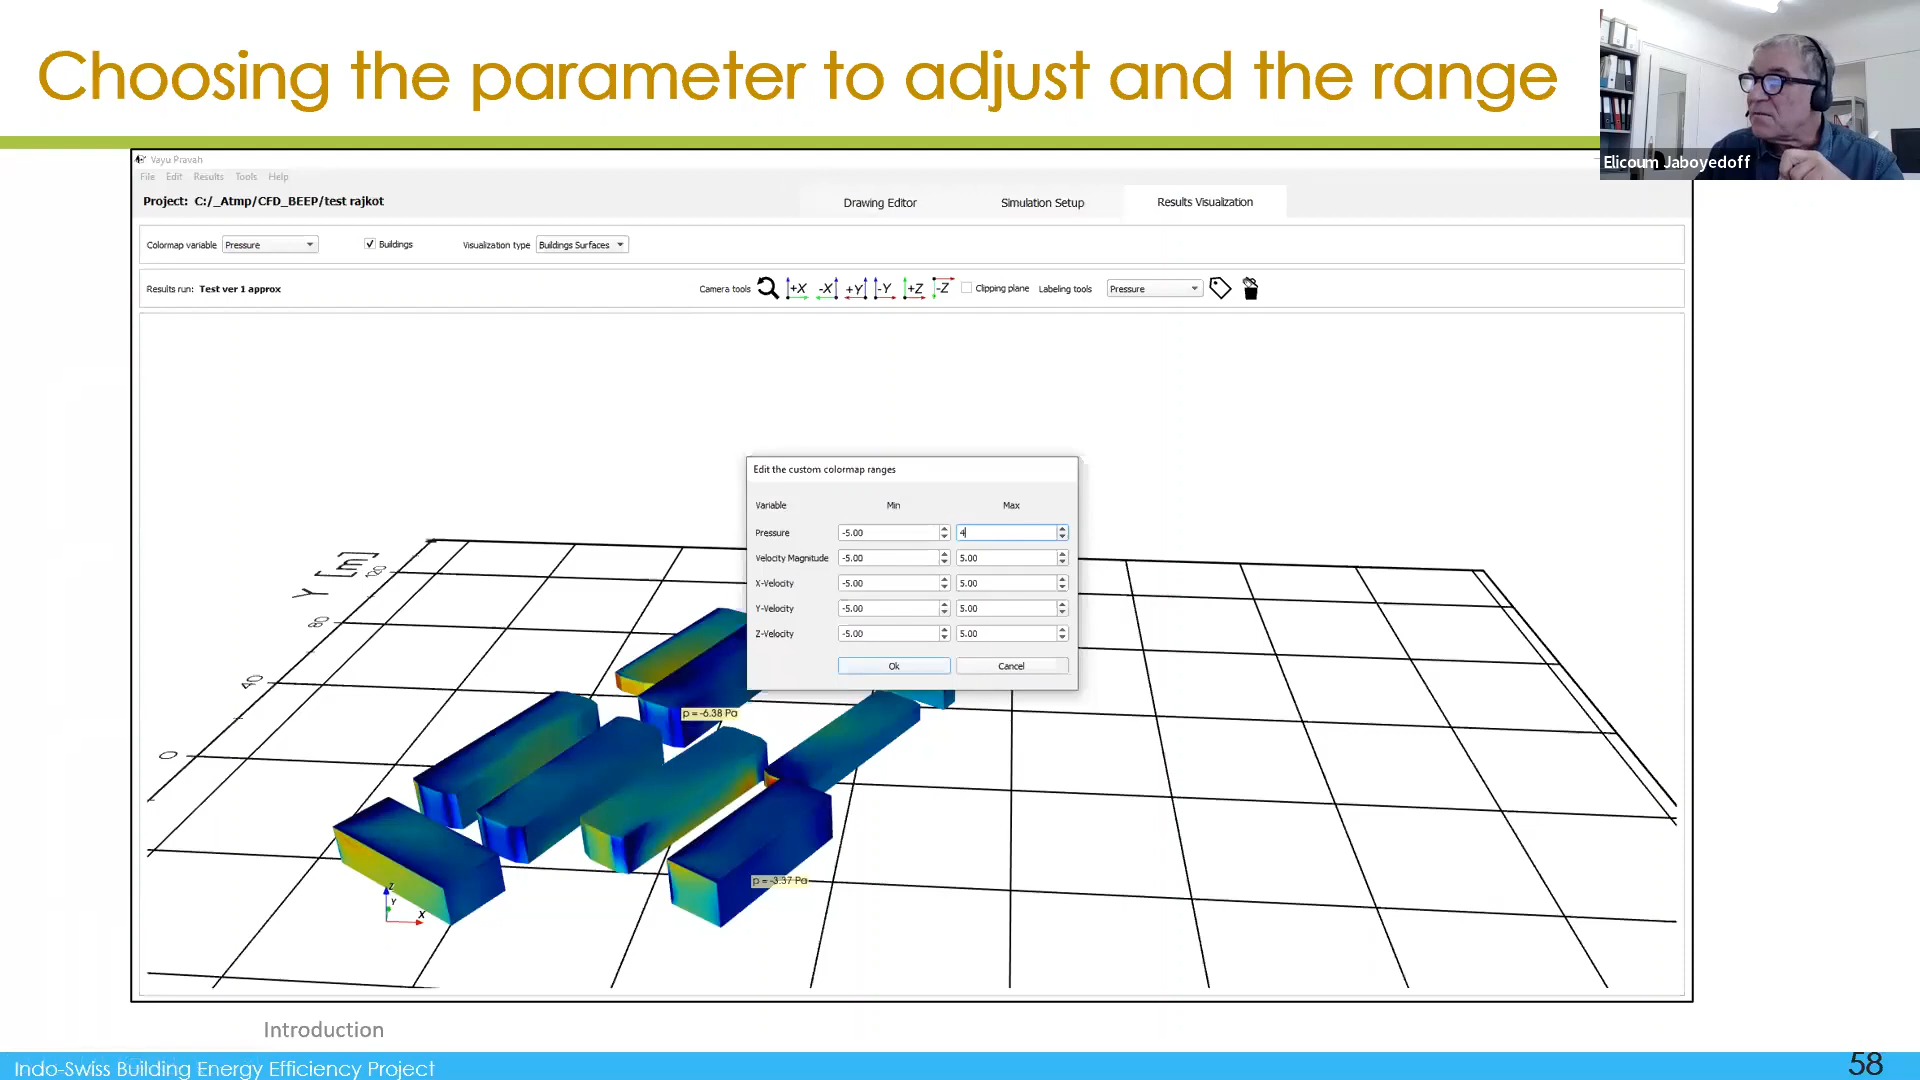 Choosing the parameter to adjust and the range
Elicoum Jaboyedoff
Vayu Pravah
File Edit Results Tools Help
Project: C:/_Atmp/CFD_BEEP/test rajkot
Drawing Editor Simulation Setup Results Visualization
Colormap variable Pressure Buildings Visualization type Buildings Surfaces
Results run: Test ver 1 approx Camera tools +X -X +Y -Y +Z -Z Clipping plane Labeling tools Pressure
Edit the custom colormap ranges
Variable Min Max
Pressure -5.00 4
Velocity Magnitude -5.00 5.00
X-Velocity -5.00 5.00
Y-Velocity -5.00 5.00
Z-Velocity -5.00 5.00
Ok Cancel
Y [m]
120
80
40
0
p = -6.38 Pa
p = -3.37 Pa
Z
Y
X
Introduction
Indo-Swiss Building Energy Efficiency Project
58